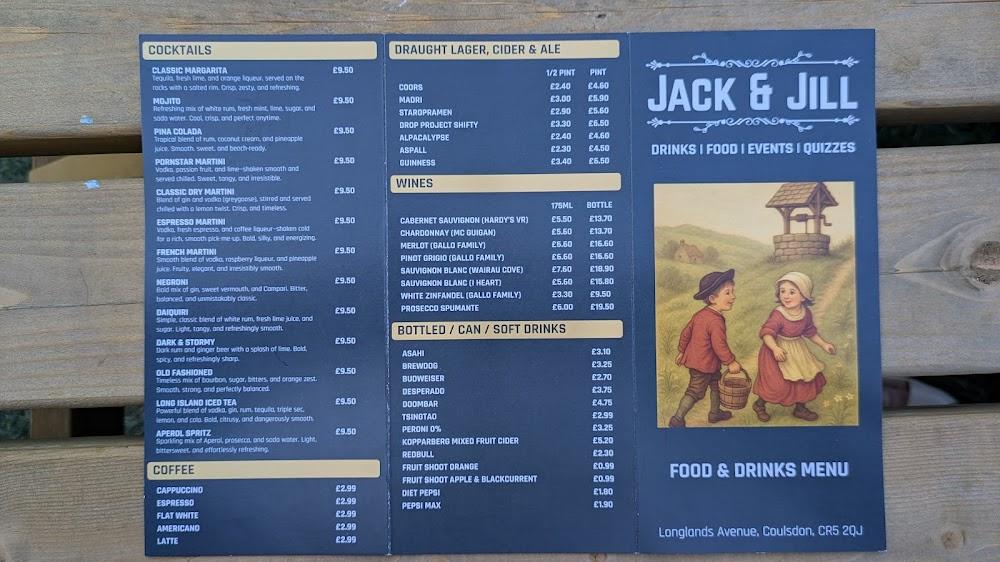 COCKTAILS
CLASSIC MARGARITA £9.50
Tequila, fresh lime, and orange liqueur, served on the
rocks with a salted rim. Crisp, zesty, and refreshing.
MOJITO £9.50
Refreshing mix of white rum, fresh mint, lime, sugar, and
soda water. Cool, crisp, and perfect anytime.
PINA COLADA £9.50
Tropical blend of rum, coconut cream, and pineapple
juice. Smooth, sweet, and beach-ready.
PORNSTAR MARTINI £9.50
Vodka, passion fruit, and lime-shaken smooth and
served chilled. Sweet, tangy, and irresistible.
CLASSIC DRY MARTINI £9.50
Blend of gin and vodka (greygoose), stirred and served
chilled with a lemon twist. Crisp, and timeless.
ESPRESSO MARTINI £9.50
Vodka, fresh espresso, and coffee liqueur-shaken cold
for a rich, smooth pick-me-up. Bold, silky, and energizing.
FRENCH MARTINI £9.50
Smooth blend of vodka, raspberry liqueur, and pineapple
juice. Fruity, elegant, and irresistibly smooth.
NEGRONI £9.50
Bold mix of gin, sweet vermouth, and Campari. Bitter,
balanced, and unmistakably classic.
DAIQUIRI £9.50
Simple, classic blend of white rum, fresh lime juice, and
sugar. Light, tangy, and refreshingly smooth.
DARK & STORMY £9.50
Dark rum and ginger beer with a splash of lime. Bold,
spicy, and refreshingly sharp.
OLD FASHIONED £9.50
Timeless mix of bourbon, sugar, bitters, and orange zest.
Smooth, strong, and perfectly balanced.
LONG ISLAND ICED TEA £9.50
Powerful blend of vodka, gin, rum, tequila, triple sec,
lemon, and cola. Bold, citrusy, and dangerously smooth.
APEROL SPRITZ £9.50
Sparkling mix of Aperol, prosecco, and soda water. Light,
bittersweet, and effortlessly refreshing.
COFFEE
CAPPUCCINO £2.99
ESPRESSO £2.99
FLAT WHITE £2.99
AMERICANO £2.99
LATTE £2.99
DRAUGHT LAGER, CIDER & ALE
1/2 PINT PINT
COORS £2.40 £4.60
MADRI £3.00 £5.90
STAROPRAMEN £2.90 £5.60
DROP PROJECT SHIFTY £3.30 £6.50
ALPACALYPSE £2.40 £4.60
ASPALL £2.30 £4.50
GUINNESS £3.40 £6.50
WINES
175ML BOTTLE
CABERNET SAUVIGNON (HARDY'S VR) £5.50 £13.70
CHARDONNAY (MC GUIGAN) £5.60 £13.70
MERLOT (GALLO FAMILY) £6.60 £16.60
PINOT GRIGIO (GALLO FAMILY) £6.60 £16.60
SAUVIGNON BLANC (WAIRAU COVE) £7.60 £18.90
SAUVIGNON BLANC (I HEART) £5.60 £15.80
WHITE ZINFANDEL (GALLO FAMILY) £3.30 £9.50
PROSECCO SPUMANTE £6.00 £19.50
BOTTLED / CAN / SOFT DRINKS
ASAHI £3.10
BREWDOG £3.25
BUDWEISER £2.70
DESPERADO £3.75
DOOMBAR £4.75
TSINGTAO £2.99
PERONI 0% £3.25
KOPPARBERG MIXED FRUIT CIDER £5.20
REDBULL £2.30
FRUIT SHOOT ORANGE £0.99
FRUIT SHOOT APPLE & BLACKCURRENT £0.99
DIET PEPSI £1.80
PEPSI MAX £1.90
JACK & JILL
DRINKS | FOOD | EVENTS | QUIZZES
FOOD & DRINKS MENU
Longlands Avenue, Coulsdon, CR5 2QJ